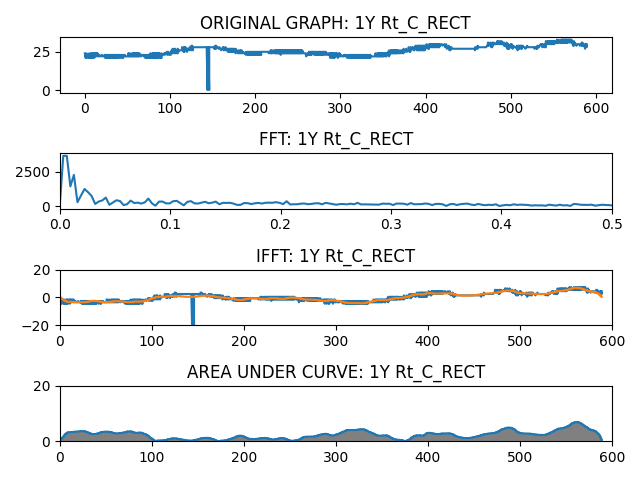 ORIGINAL GRAPH: 1Y Rt_C_RECT
25
0
0 100 200 300 400 500 600
FFT: 1Y Rt_C_RECT
2500
0
0.0 0.1 0.2 0.3 0.4 0.5
IFFT: 1Y Rt_C_RECT
20
0
−20
0 100 200 300 400 500 600
AREA UNDER CURVE: 1Y Rt_C_RECT
20
0
0 100 200 300 400 500 600